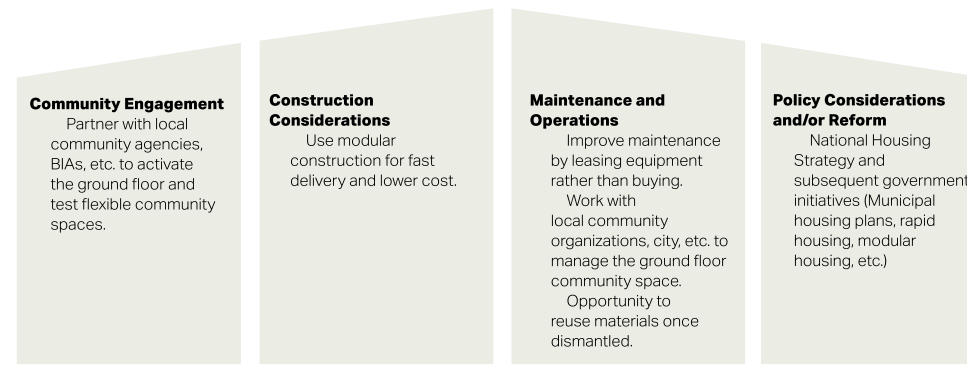 Community Engagement
Partner with local
community agencies,
BIAs, etc. to activate
the ground floor and
test flexible community
spaces.
Construction
Considerations
Use modular
construction for fast
delivery and lower cost.
Maintenance and
Operations
Improve maintenance
by leasing equipment
rather than buying.
Work with
local community
organizations, city, etc. to
manage the ground floor
community space.
Opportunity to
reuse materials once
dismantled.
Policy Considerations
and/or Reform
National Housing
Strategy and
subsequent government
initiatives (Municipal
housing plans, rapid
housing, modular
housing, etc.)